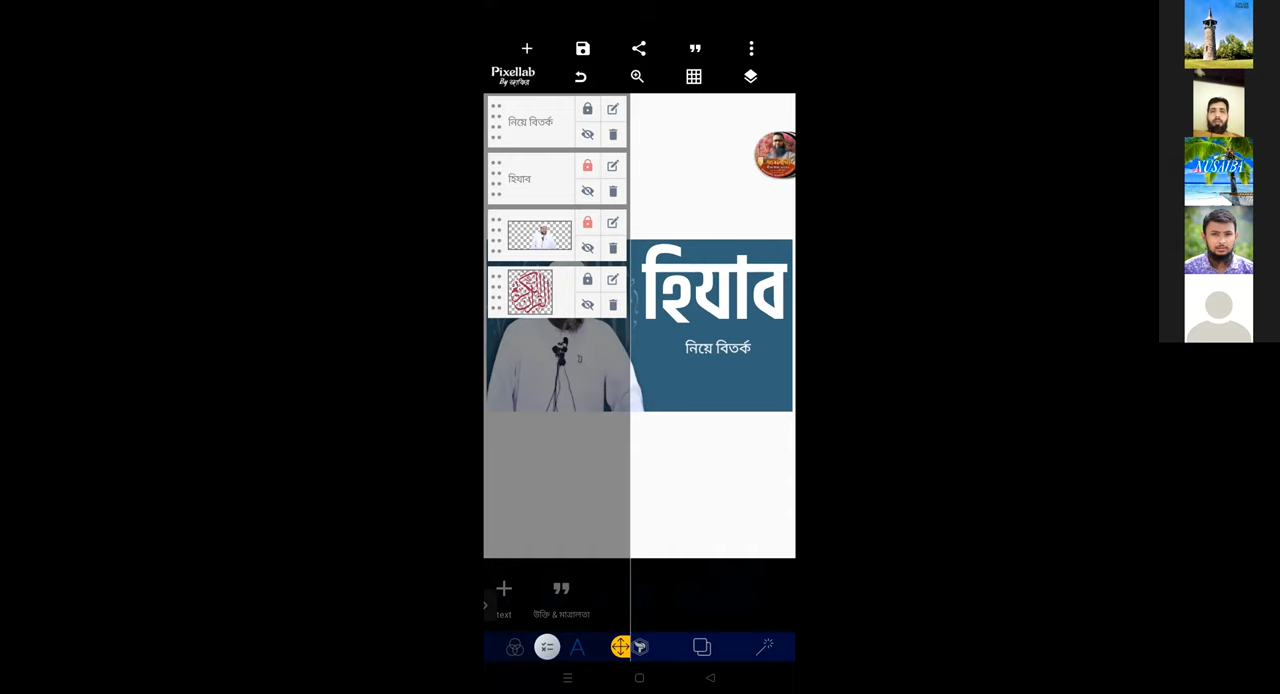 Pixellab
নিয়ে বিতর্ক
হিযাব
হিযাব
নিয়ে বিতর্ক
text
উক্তি & মাত্রালতা
NUSAIBA